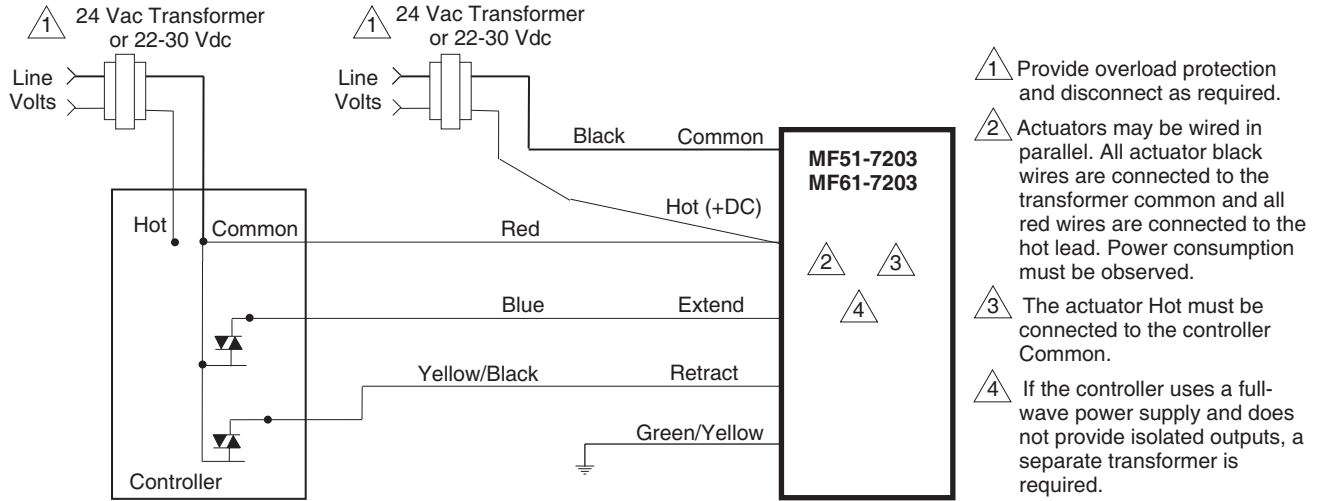 1
24 Vac Transformer
or 22-30 Vdc
Line
Volts
1
24 Vac Transformer
or 22-30 Vdc
Line
Volts
Black
Common
Hot (+DC)
Hot
Common
Red
Blue
Extend
Yellow/Black
Retract
Green/Yellow
Controller
MF51-7203
MF61-7203
2
3
4
1 Provide overload protection
and disconnect as required.
2 Actuators may be wired in
parallel. All actuator black
wires are connected to the
transformer common and all
red wires are connected to the
hot lead. Power consumption
must be observed.
3 The actuator Hot must be
connected to the controller
Common.
4 If the controller uses a full-
wave power supply and does
not provide isolated outputs, a
separate transformer is
required.